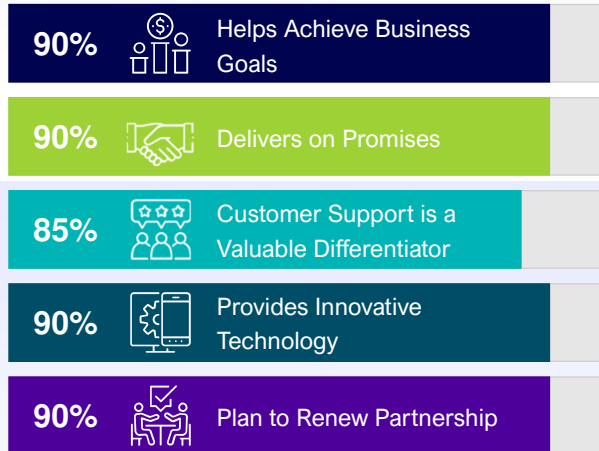 90%
Helps Achieve Business
Goals
90%
Delivers on Promises
85%
Customer Support is a
Valuable Differentiator
90%
Provides Innovative
Technology
90%
Plan to Renew Partnership